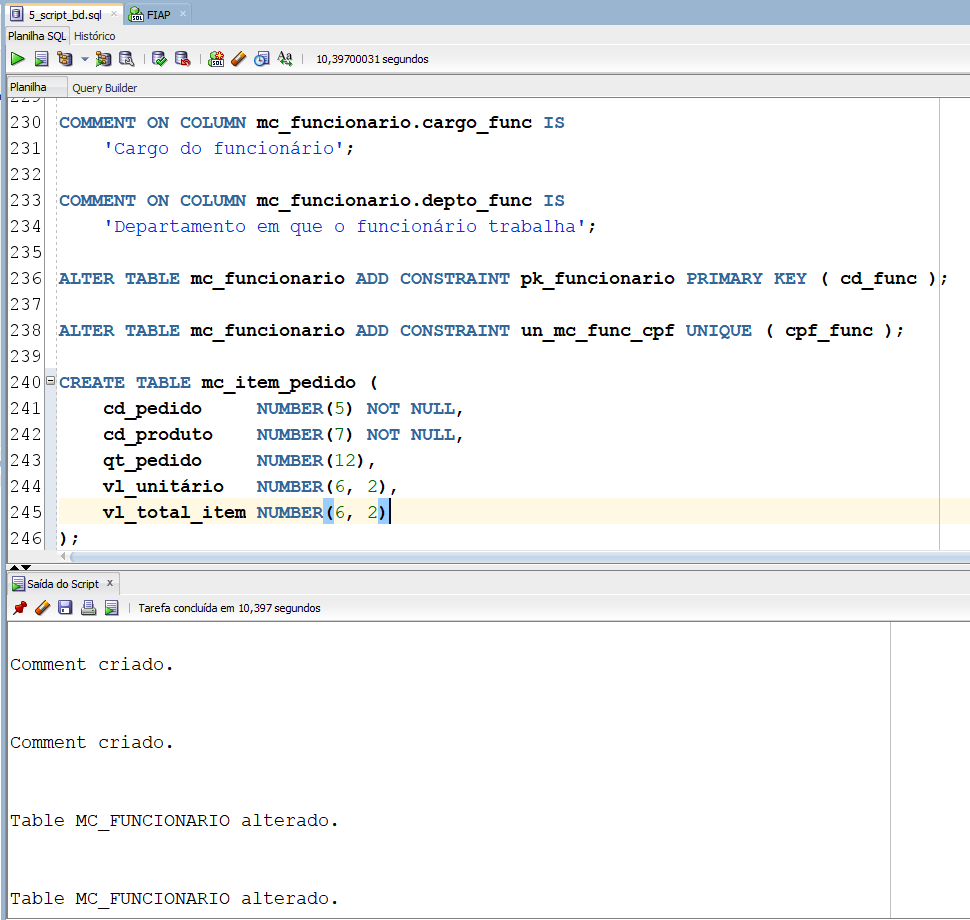 5_script_bd.sql FIAP
Planilha SQL Histórico
10,39700031 segundos
Planilha Query Builder
229
230 COMMENT ON COLUMN mc_funcionario.cargo_func IS
231 'Cargo do funcionário';
232
233 COMMENT ON COLUMN mc_funcionario.depto_func IS
234 'Departamento em que o funcionário trabalha';
235
236 ALTER TABLE mc_funcionario ADD CONSTRAINT pk_funcionario PRIMARY KEY ( cd_func );
237
238 ALTER TABLE mc_funcionario ADD CONSTRAINT un_mc_func_cpf UNIQUE ( cpf_func );
239
240 CREATE TABLE mc_item_pedido (
241 cd_pedido NUMBER(5) NOT NULL,
242 cd_produto NUMBER(7) NOT NULL,
243 qt_pedido NUMBER(12),
244 vl_unitário NUMBER(6, 2),
245 vl_total_item NUMBER(6, 2)
246 );
Saída do Script x
Tarefa concluída em 10,397 segundos
Comment criado.
Comment criado.
Table MC_FUNCIONARIO alterado.
Table MC_FUNCIONARIO alterado.